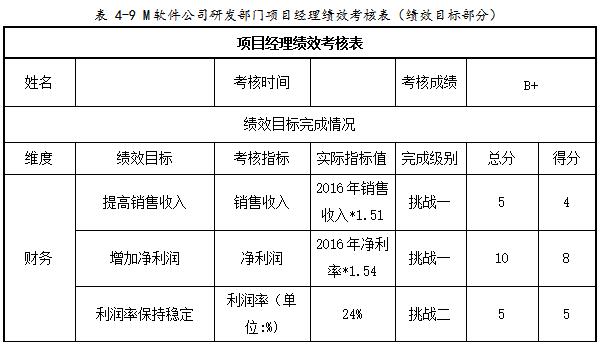 表 4-9 M软件公司研发部门项目经理绩效考核表（绩效目标部分）
项目经理绩效考核表
姓名 考核时间 考核成绩 B+
绩效目标完成情况
维度 绩效目标 考核指标 实际指标值 完成级别 总分 得分
财务
提高销售收入 销售收入 2016年销售
收入*1.51 挑战一 5 4
增加净利润 净利润 2016年净利
率*1.54 挑战一 10 8
利润率保持稳定 利润率（单
位:%） 24% 挑战二 5 5